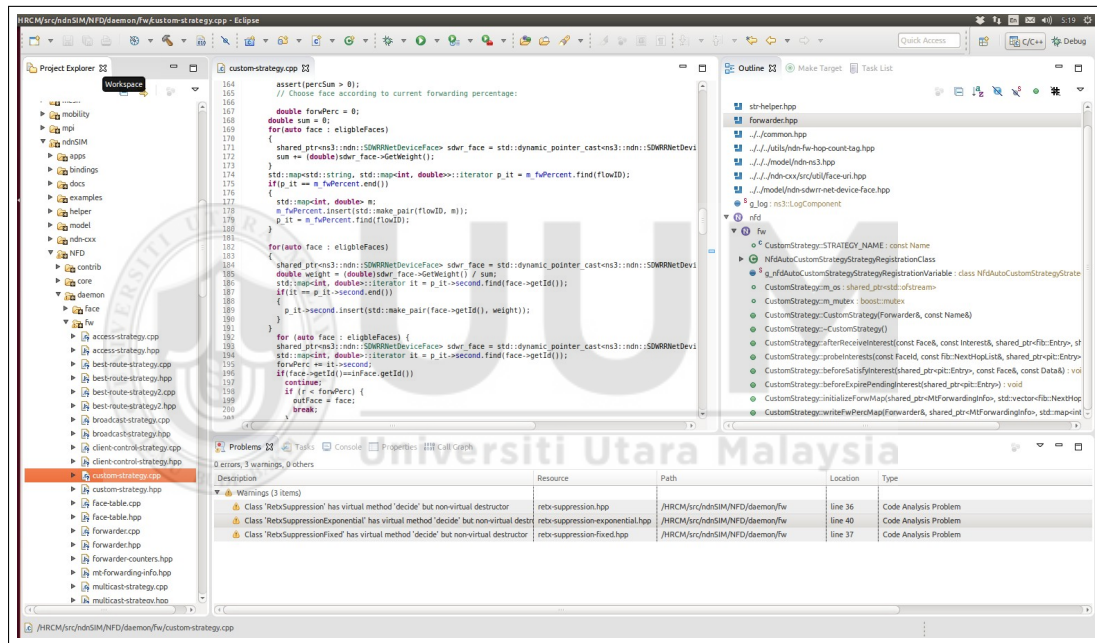 HRCM/src/ndnSIM/NFD/daemon/fw/custom-strategy.cpp - Eclipse
En
5:19
Quick Access
C/C++
Debug
Project Explorer
Workspace
mobility
mpi
ndnSIM
apps
bindings
docs
examples
helper
model
ndn-cxx
NFD
contrib
core
daemon
face
fw
access-strategy.cpp
access-strategy.hpp
best-route-strategy.cpp
best-route-strategy.hpp
best-route-strategy2.cpp
best-route-strategy2.hpp
broadcast-strategy.cpp
broadcast-strategy.hpp
client-control-strategy.cpp
client-control-strategy.hpp
custom-strategy.cpp
custom-strategy.hpp
face-table.cpp
face-table.hpp
forwarder.cpp
forwarder.hpp
forwarder-counters.hpp
mt-forwarding-info.hpp
multicast-strategy.cpp
multicast-strategy.hpp
custom-strategy.cpp
164 assert(percSum > 0);
165 // Choose face according to current forwarding percentage:
166
167 double forwPerc = 0;
168 double sum = 0;
169 for(auto face : eligbleFaces)
170 {
171 shared_ptr<ns3::ndn::SDWRRNetDeviceFace> sdwr_face = std::dynamic_pointer_cast<ns3::ndn::SDWRRNetDevi
172 sum += (double)sdwr_face->GetWeight();
173 }
174 std::map<std::string, std::map<int, double>>::iterator p_it = m_fwPercent.find(flowID);
175 if(p_it == m_fwPercent.end())
176 {
177 std::map<int, double> m;
178 m_fwPercent.insert(std::make_pair(flowID, m));
179 p_it = m_fwPercent.find(flowID);
180 }
181
182 for(auto face : eligbleFaces)
183 {
184 shared_ptr<ns3::ndn::SDWRRNetDeviceFace> sdwr_face = std::dynamic_pointer_cast<ns3::ndn::SDWRRNetDevi
185 double weight = (double)sdwr_face->GetWeight() / sum;
186 std::map<int, double>::iterator it = p_it->second.find(face->getId());
187 if(it == p_it->second.end())
188 {
189 p_it->second.insert(std::make_pair(face->getId(), weight));
190 }
191 }
192 for (auto face : eligbleFaces) {
193 shared_ptr<ns3::ndn::SDWRRNetDeviceFace> sdwr_face = std::dynamic_pointer_cast<ns3::ndn::SDWRRNetDevi
194 std::map<int, double>::iterator it = p_it->second.find(face->getId());
195 forwPerc += it->second;
196 if(face->getId()==inFace.getId())
197 continue;
198 if (r < forwPerc) {
199 outFace = face;
200 break;
Outline
Make Target
Task List
str-helper.hpp
forwarder.hpp
../../common.hpp
../../../utils/ndn-fw-hop-count-tag.hpp
../../../model/ndn-ns3.hpp
../../../ndn-cxx/src/util/face-uri.hpp
../../model/ndn-sdwrr-net-device-face.hpp
g_log : ns3::LogComponent
nfd
fw
CustomStrategy::STRATEGY_NAME : const Name
NfdAutoCustomStrategyStrategyRegistrationClass
g_nfdAutoCustomStrategyStrategyRegistrationVariable : class NfdAutoCustomStrategyStrate
CustomStrategy::m_os : shared_ptr<std::ofstream>
CustomStrategy::m_mutex : boost::mutex
CustomStrategy::CustomStrategy(Forwarder&, const Name&)
CustomStrategy::~CustomStrategy()
CustomStrategy::afterReceiveInterest(const Face&, const Interest&, shared_ptr<fib::Entry>, sh
CustomStrategy::probeInterests(const FaceId, const fib::NextHopList&, shared_ptr<pit::Entry>
CustomStrategy::beforeSatisfyInterest(shared_ptr<pit::Entry>, const Face&, const Data&) : voi
CustomStrategy::beforeExpirePendingInterest(shared_ptr<pit::Entry>) : void
CustomStrategy::initializeForwMap(shared_ptr<MtForwardingInfo>, std::vector<fib::NextHop
CustomStrategy::writeFwPercMap(Forwarder&, shared_ptr<MtForwardingInfo>, std::map<int
Problems
Tasks
Console
Properties
Call Graph
0 errors, 3 warnings, 0 others
Description Resource Path Location Type
Warnings (3 items)
Class 'RetxSuppression' has virtual method 'decide' but non-virtual destructor retx-suppression.hpp /HRCM/src/ndnSIM/NFD/daemon/fw line 36 Code Analysis Problem
Class 'RetxSuppressionExponential' has virtual method 'decide' but non-virtual destr retx-suppression-exponential.hpp /HRCM/src/ndnSIM/NFD/daemon/fw line 40 Code Analysis Problem
Class 'RetxSuppressionFixed' has virtual method 'decide' but non-virtual destructor retx-suppression-fixed.hpp /HRCM/src/ndnSIM/NFD/daemon/fw line 37 Code Analysis Problem
/HRCM/src/ndnSIM/NFD/daemon/fw/custom-strategy.cpp
UUM
Universiti Utara Malaysia